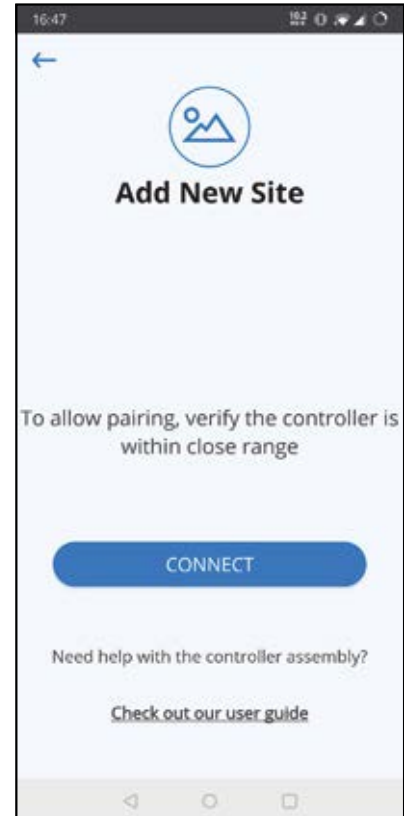 16:47
Add New Site
To allow pairing, verify the controller is
within close range
CONNECT
Need help with the controller assembly?
Check out our user guide